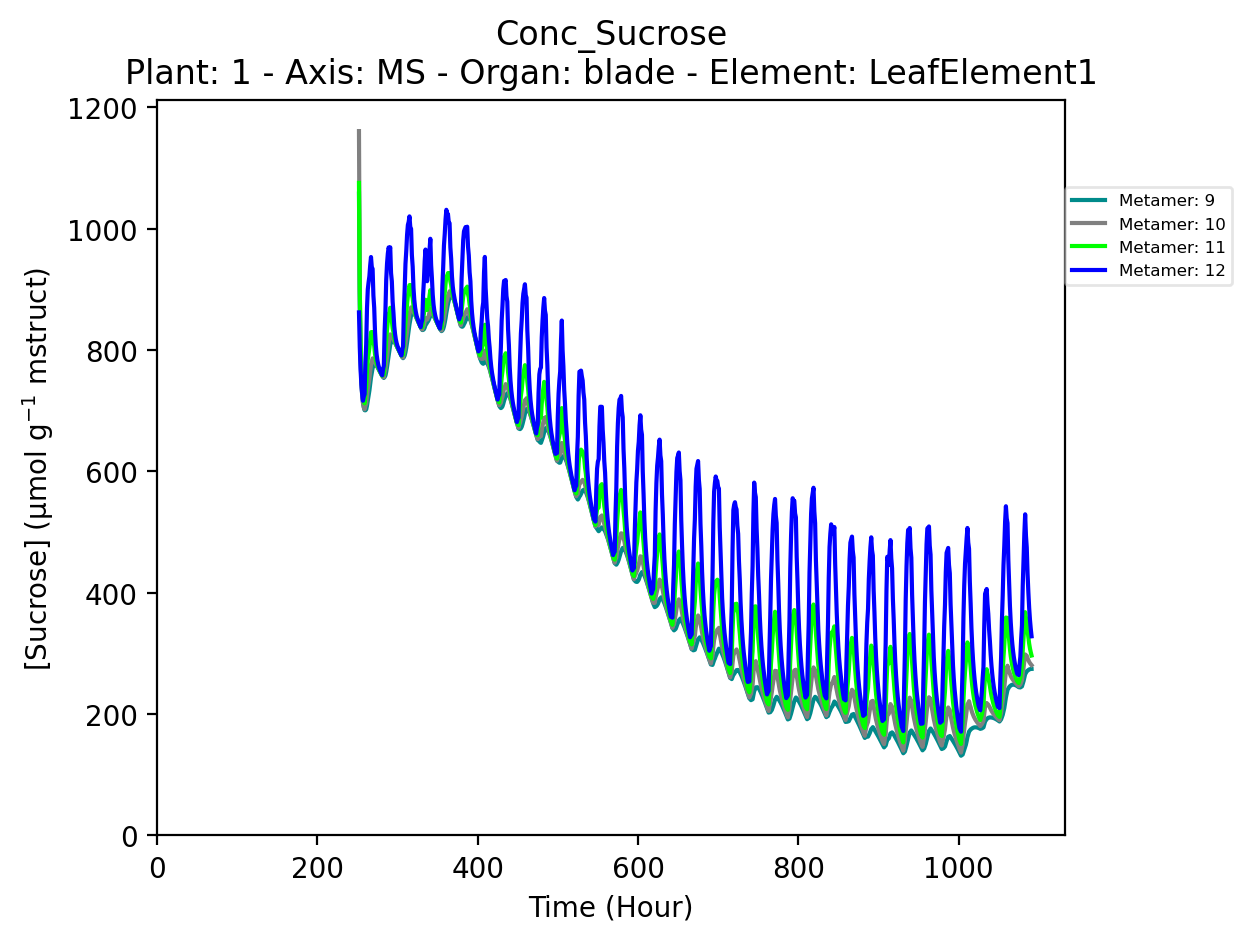 Conc_Sucrose
Plant: 1 - Axis: MS - Organ: blade - Element: LeafElement1
1200
1000
800
600
400
200
0
[Sucrose] (µmol g⁻¹ mstruct)
0 200 400 600 800 1000
Time (Hour)
Metamer: 9
Metamer: 10
Metamer: 11
Metamer: 12